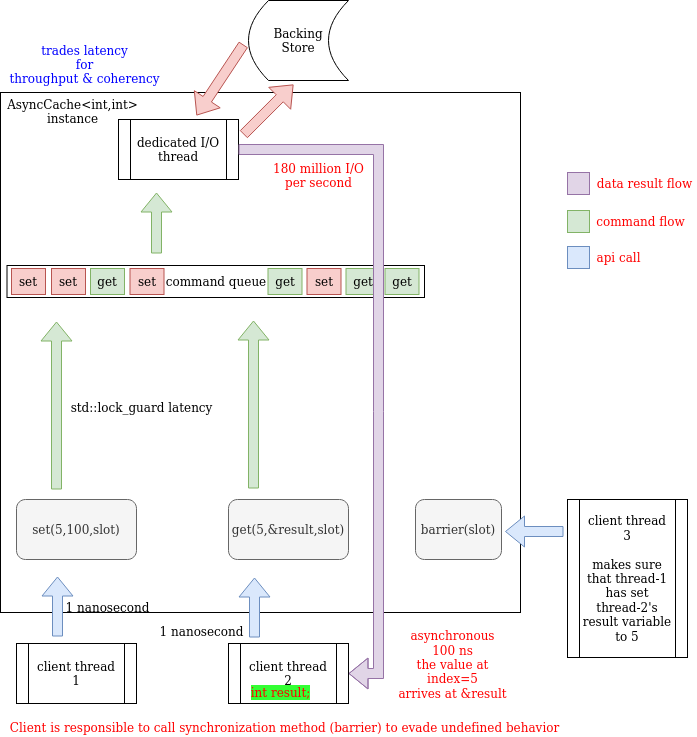 Backing
Store
trades latency
for
throughput & coherency
AsyncCache<int,int>
instance
dedicated I/O
thread
180 million I/O
per second
data result flow
command flow
api call
set
set
get
set
command queue
get
set
get
get
std::lock_guard latency
set(5,100,slot)
get(5,&result,slot)
barrier(slot)
client thread
3
makes sure
that thread-1
has set
thread-2's
result variable
to 5
1 nanosecond
1 nanosecond
client thread
1
client thread
2
int result;
asynchronous
100 ns
the value at
index=5
arrives at &result
Client is responsible to call synchronization method (barrier) to evade undefined behavior